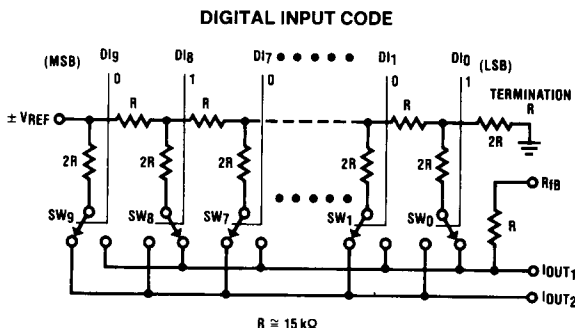 DIGITAL INPUT CODE
(MSB) DI9 DI8 DI7 DI1 DI0 (LSB)
0 1 0 0 1
TERMINATION
± VREF R R R R
2R
2R 2R 2R 2R 2R
RfB
SW9 SW8 SW7 SW1 SW0 R
IOUT1
IOUT2
R ≅ 15 kΩ